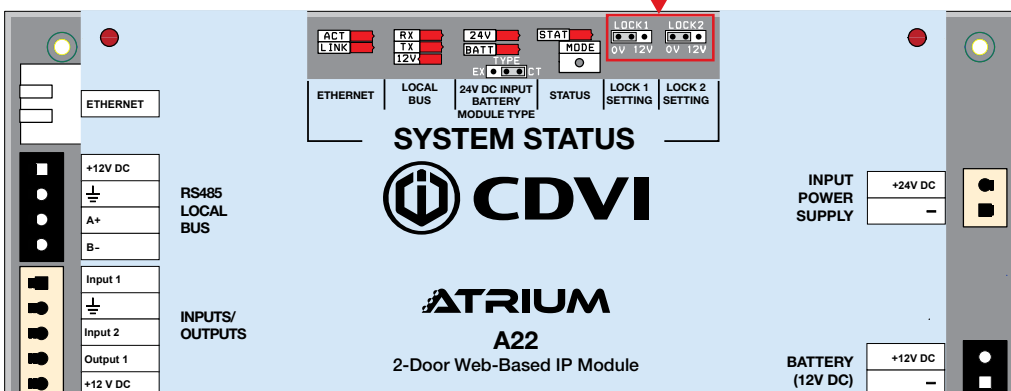 LOCK1 LOCK2
ACT RX 24V STAT
LINK TX BATT MODE
12V TYPE
EX CT
0V 12V 0V 12V
ETHERNET
LOCAL
BUS
24V DC INPUT
BATTERY
MODULE TYPE
STATUS
LOCK 1
SETTING
LOCK 2
SETTING
SYSTEM STATUS
ETHERNET
CDVI
+12V DC
A+
B-
RS485
LOCAL
BUS
INPUT
POWER
SUPPLY
+24V DC
–
Input 1
Input 2
Output 1
+12 V DC
INPUTS/
OUTPUTS
ATRIUM
A22
2-Door Web-Based IP Module
BATTERY
(12V DC)
+12V DC
–